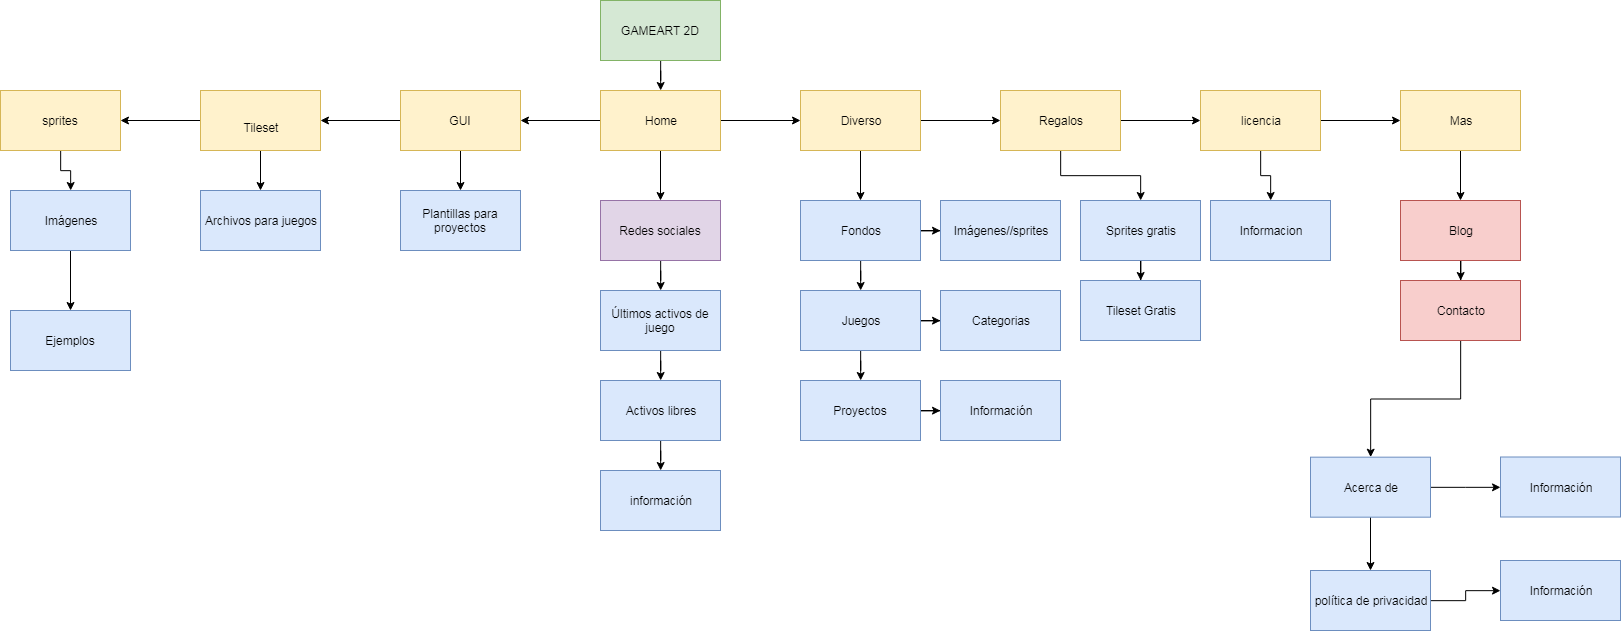 GAMEART 2D
sprites
Tileset
GUI
Home
Diverso
Regalos
licencia
Mas
Imágenes
Archivos para juegos
Plantillas para
proyectos
Redes sociales
Fondos
Imágenes//sprites
Sprites gratis
Informacion
Blog
Ejemplos
Últimos activos de
juego
Juegos
Categorias
Tileset Gratis
Contacto
Activos libres
Proyectos
Información
información
Acerca de
Información
política de privacidad
Información